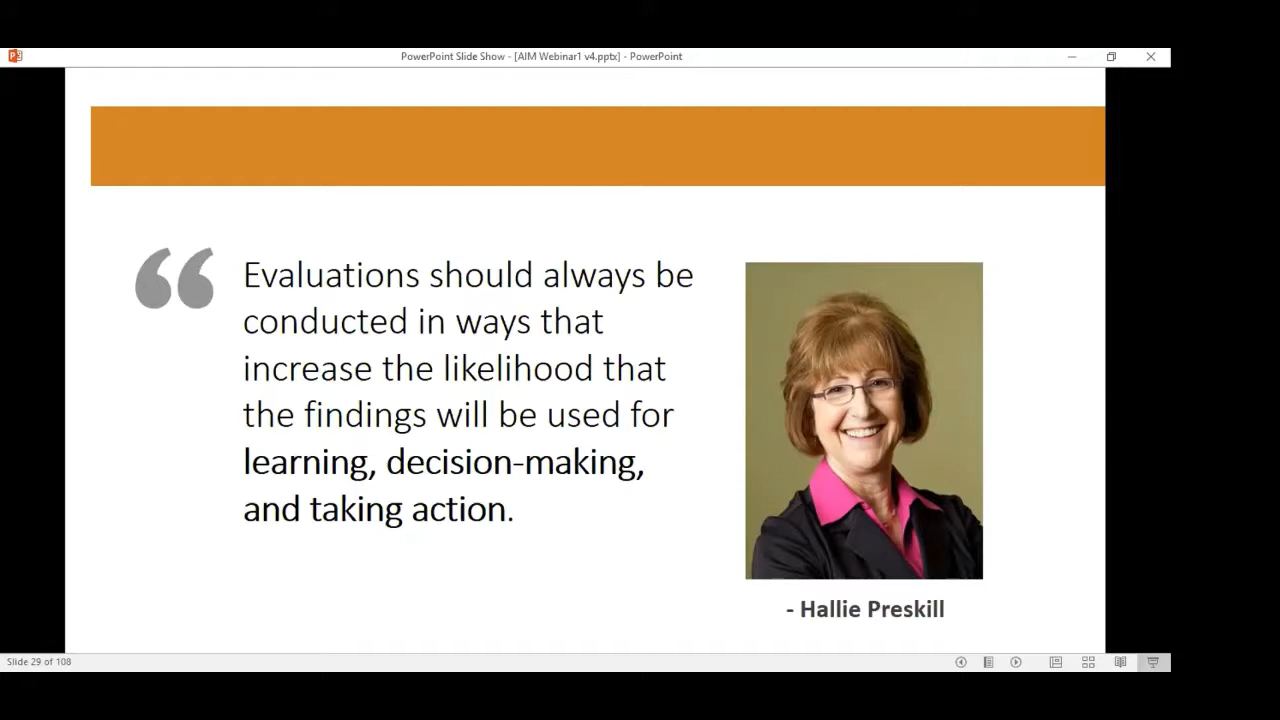 PowerPoint Slide Show - [AIM Webinar1 v4.pptx] - PowerPoint
“
Evaluations should always be
conducted in ways that
increase the likelihood that
the findings will be used for
learning, decision-making,
and taking action.
- Hallie Preskill
Slide 29 of 108